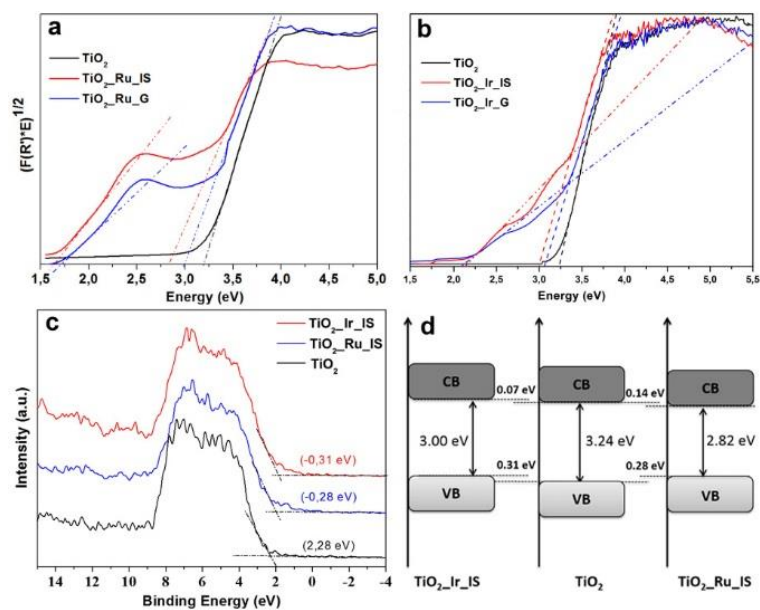 a
TiO2
TiO2_Ru_IS
TiO2_Ru_G
(F(R')*E)1/2
1,5 2,0 2,5 3,0 3,5 4,0 4,5 5,0
Energy (eV)
b
TiO2
TiO2_Ir_IS
TiO2_Ir_G
1,5 2,0 2,5 3,0 3,5 4,0 4,5 5,0 5,5
Energy (eV)
c
TiO2_Ir_IS
TiO2_Ru_IS
TiO2
(-0,31 eV)
(-0,28 eV)
(2,28 eV)
Intensity (a.u.)
14 12 10 8 6 4 2 0 -2 -4
Binding Energy (eV)
d
CB 0.07 eV CB 0.14 eV CB
3.00 eV 3.24 eV 2.82 eV
0.31 eV 0.28 eV
VB VB VB
TiO2_Ir_IS TiO2 TiO2_Ru_IS